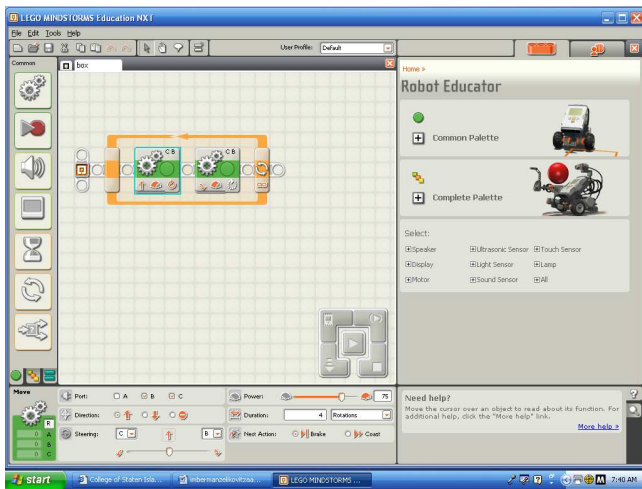 LEGO MINDSTORMS Education NXT
File Edit Tools Help
User Profile: Default
Common
box
C B
C B
Home »
Robot Educator
Common Palette
Complete Palette
Select:
Speaker Ultrasonic Sensor Touch Sensor
Display Light Sensor Lamp
Motor Sound Sensor All
Move
Port: A B C
Power: 75
Direction:
Duration: 4 Rotations
Steering: C B
Next Action: Brake Coast
R
0 A
0 B
0 C
Need help?
Move the cursor over an object to read about its function. For
additional help, click the "More help" link.
More help »
start
College of Staten Isla...
imbermanzelikovitzaa...
LEGO MINDSTORMS ...
7:40 AM